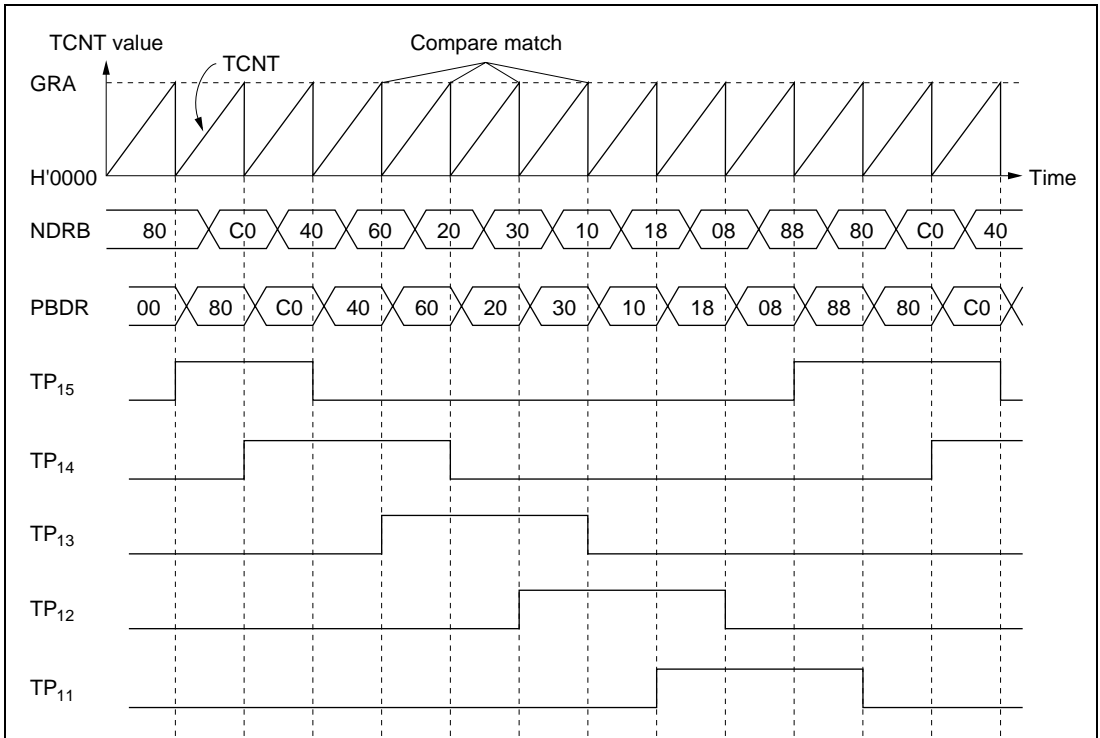 TCNT value
Compare match
TCNT
GRA
H'0000
Time
NDRB 80 C0 40 60 20 30 10 18 08 88 80 C0 40
PBDR 00 80 C0 40 60 20 30 10 18 08 88 80 C0
TP15
TP14
TP13
TP12
TP11